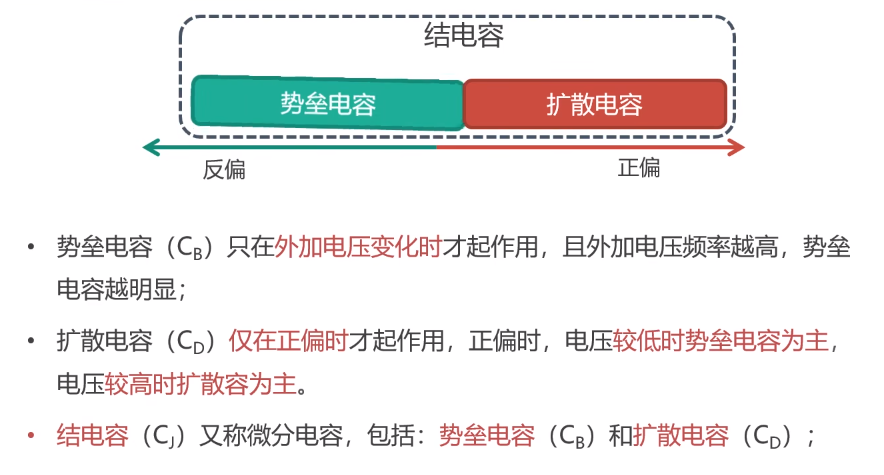 结电容
势垒电容 扩散电容
反偏 正偏
• 势垒电容（CB）只在外加电压变化时才起作用，且外加电压频率越高，势垒
电容越明显；
• 扩散电容（CD）仅在正偏时才起作用，正偏时，电压较低时势垒电容为主，
电压较高时扩散容为主。
• 结电容（CJ）又称微分电容，包括：势垒电容（CB）和扩散电容（CD）；